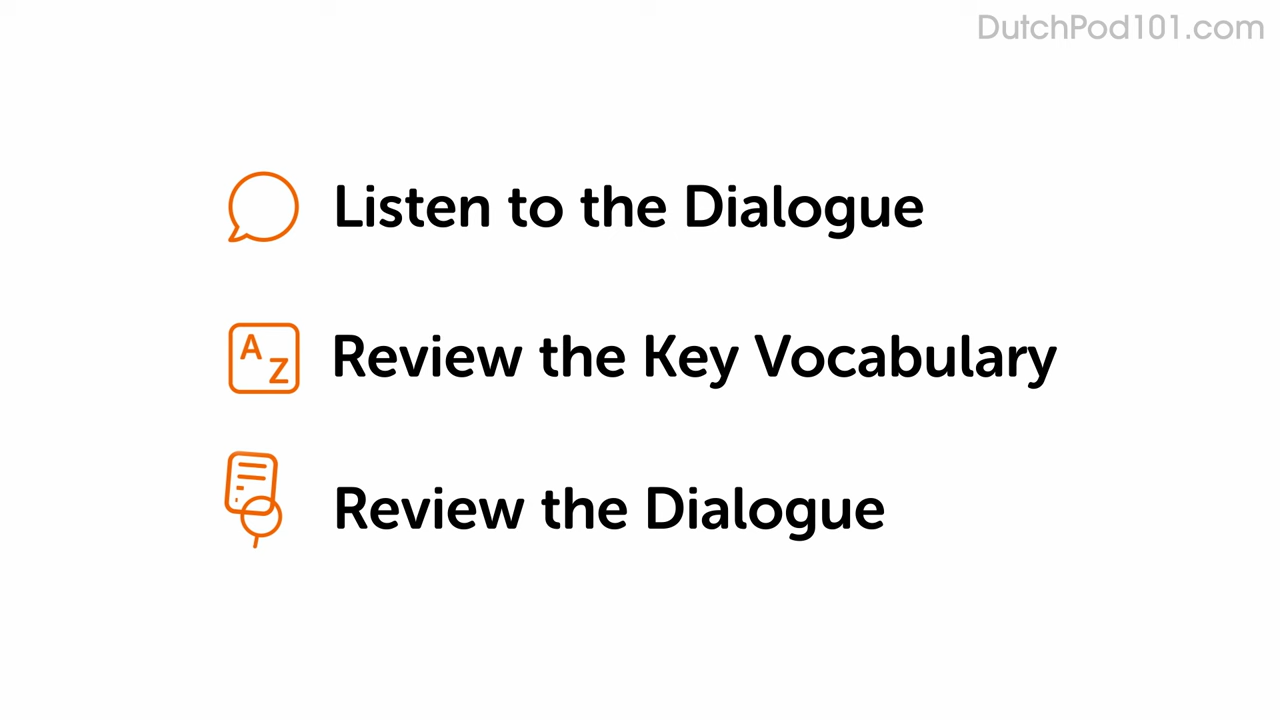 DutchPod101.com
Listen to the Dialogue
A Z
Review the Key Vocabulary
Review the Dialogue